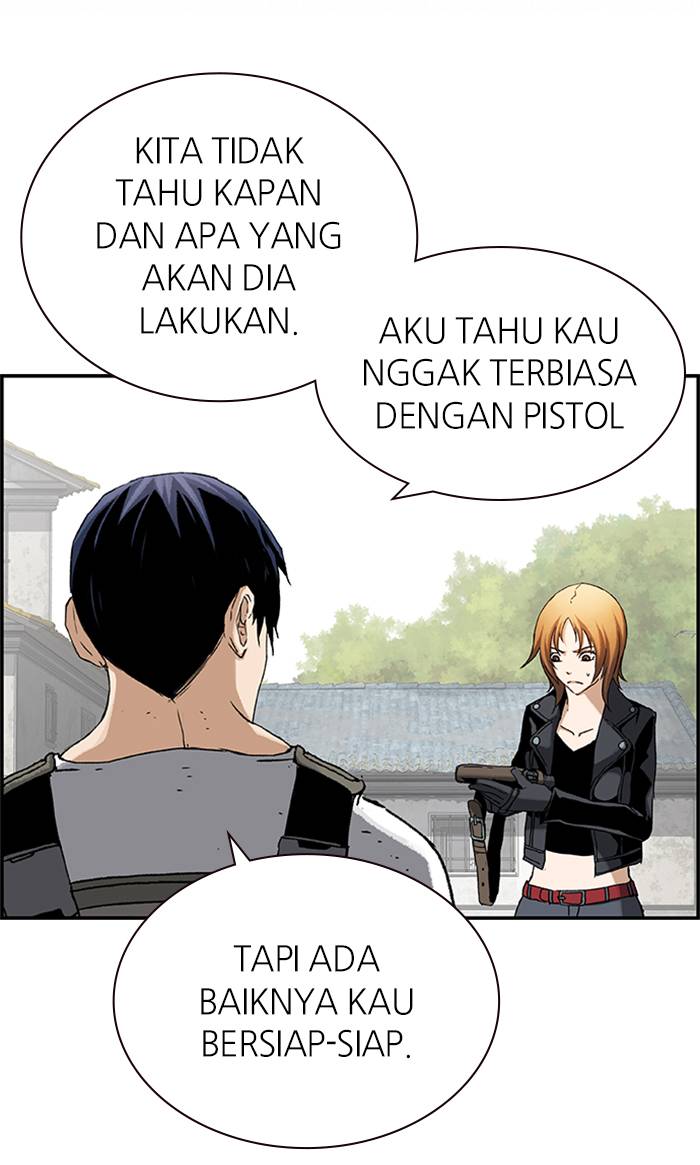 KITA TIDAK
TAHU KAPAN
DAN APA YANG
AKAN DIA
LAKUKAN.
AKU TAHU KAU
NGGAK TERBIASA
DENGAN PISTOL
TAPI ADA
BAIKNYA KAU
BERSIAP-SIAP.